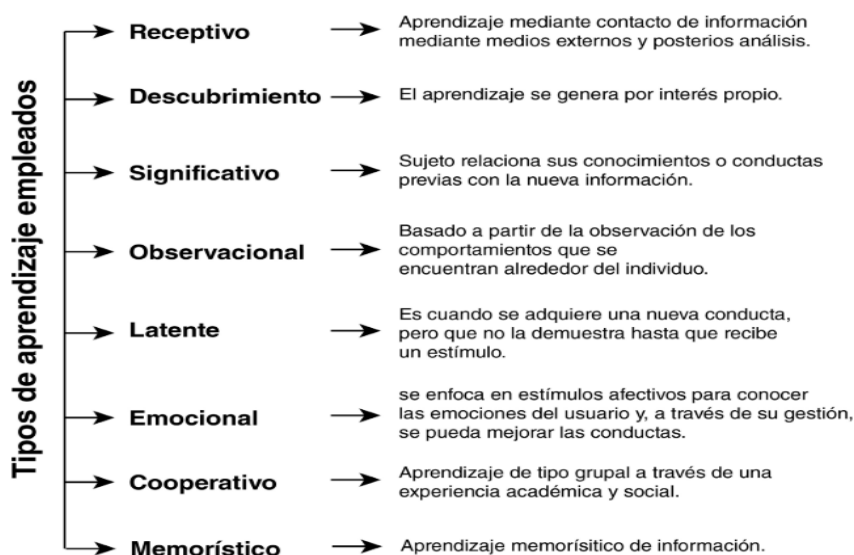 Tipos de aprendizaje empleados
Receptivo
Aprendizaje mediante contacto de información
mediante medios externos y posterios análisis.
Descubrimiento
El aprendizaje se genera por interés propio.
Significativo
Sujeto relaciona sus conocimientos o conductas
previas con la nueva información.
Observacional
Basado a partir de la observación de los
comportamientos que se
encuentran alrededor del individuo.
Latente
Es cuando se adquiere una nueva conducta,
pero que no la demuestra hasta que recibe
un estímulo.
Emocional
se enfoca en estímulos afectivos para conocer
las emociones del usuario y, a través de su gestión,
se pueda mejorar las conductas.
Cooperativo
Aprendizaje de tipo grupal a través de una
experiencia académica y social.
Memorístico
Aprendizaje memorísitico de información.